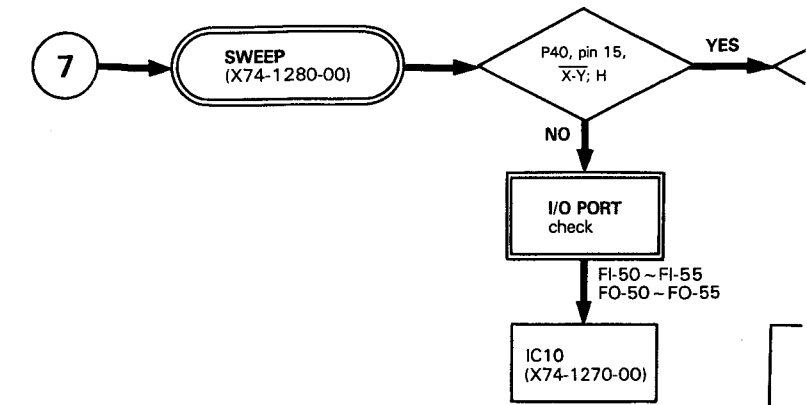 7
SWEEP
(X74-1280-00)
P40, pin 15,
X-Y; H
YES
NO
I/O PORT
check
FI-50 ~ FI-55
FO-50 ~ FO-55
IC10
(X74-1270-00)